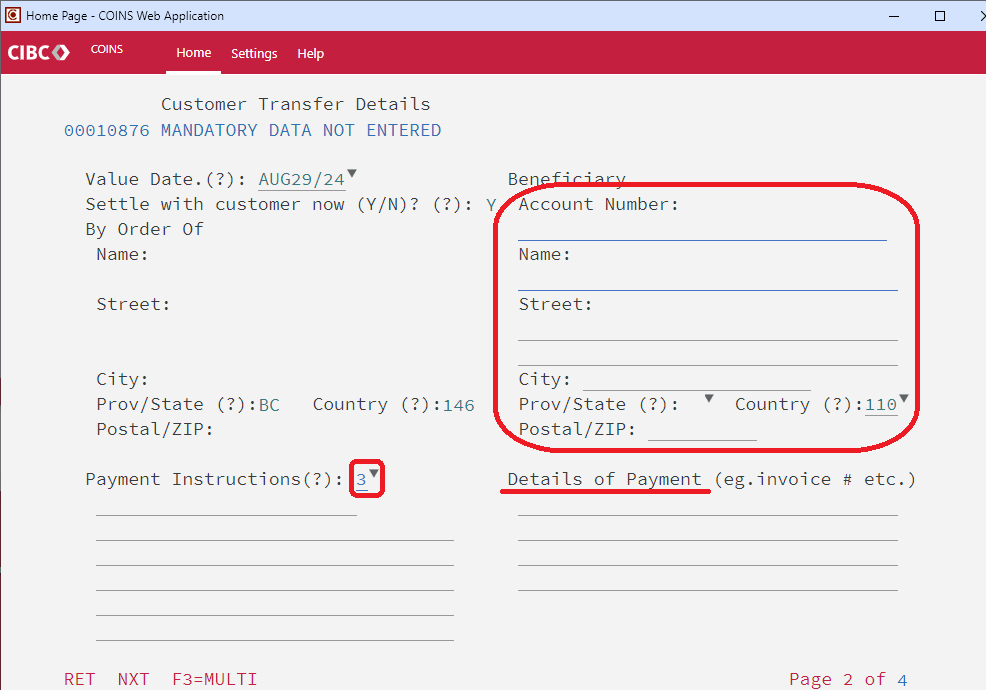 Home Page - COINS Web Application
CIBC COINS Home Settings Help
Customer Transfer Details
00010876 MANDATORY DATA NOT ENTERED
Value Date.(?): AUG29/24 Beneficiary
Settle with customer now (Y/N)? (?): Y Account Number:
By Order Of
Name: Name:
Street: Street:
City: City:
Prov/State (?):BC Country (?):146 Prov/State (?): Country (?):110
Postal/ZIP: Postal/ZIP:
Payment Instructions(?): 3 Details of Payment (eg.invoice # etc.)
RET NXT F3=MULTI Page 2 of 4